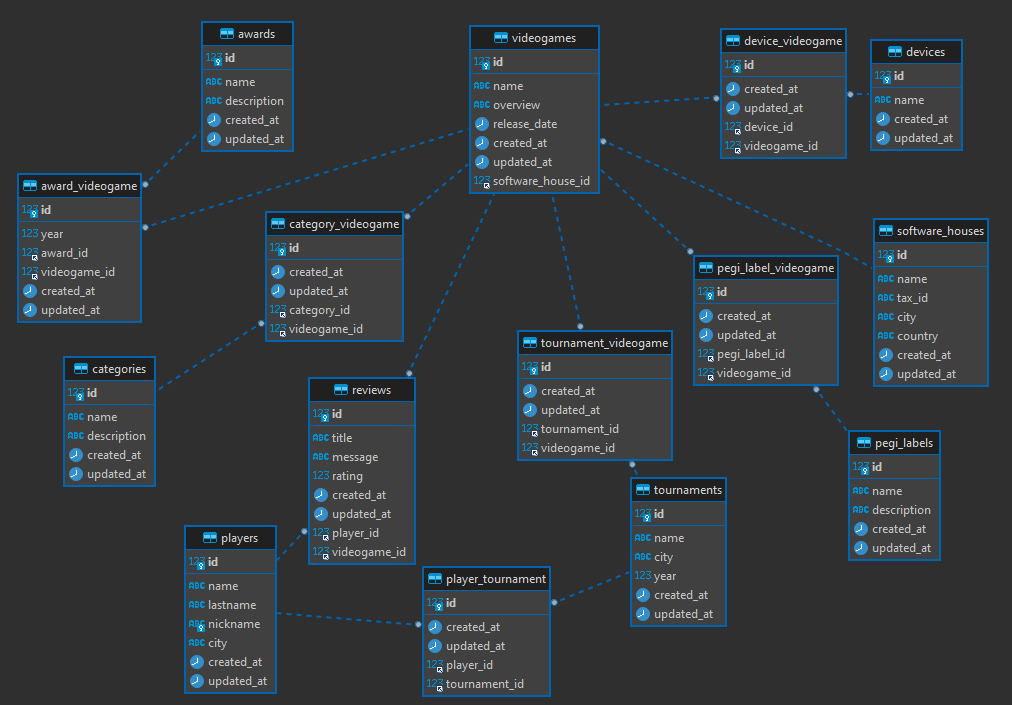 awards
123 id
ABC name
ABC description
created_at
updated_at
videogames
123 id
ABC name
ABC overview
release_date
created_at
updated_at
123 software_house_id
device_videogame
123 id
created_at
updated_at
123 device_id
123 videogame_id
devices
123 id
ABC name
created_at
updated_at
award_videogame
123 id
123 year
123 award_id
123 videogame_id
created_at
updated_at
category_videogame
123 id
created_at
updated_at
123 category_id
123 videogame_id
software_houses
123 id
ABC name
ABC tax_id
ABC city
ABC country
created_at
updated_at
pegi_label_videogame
123 id
created_at
updated_at
123 pegi_label_id
123 videogame_id
tournament_videogame
123 id
created_at
updated_at
123 tournament_id
123 videogame_id
categories
123 id
ABC name
ABC description
created_at
updated_at
reviews
123 id
ABC title
ABC message
123 rating
created_at
updated_at
123 player_id
123 videogame_id
pegi_labels
123 id
ABC name
ABC description
created_at
updated_at
tournaments
123 id
ABC name
ABC city
123 year
created_at
updated_at
players
123 id
ABC name
ABC lastname
ABC nickname
ABC city
created_at
updated_at
player_tournament
123 id
created_at
updated_at
123 player_id
123 tournament_id